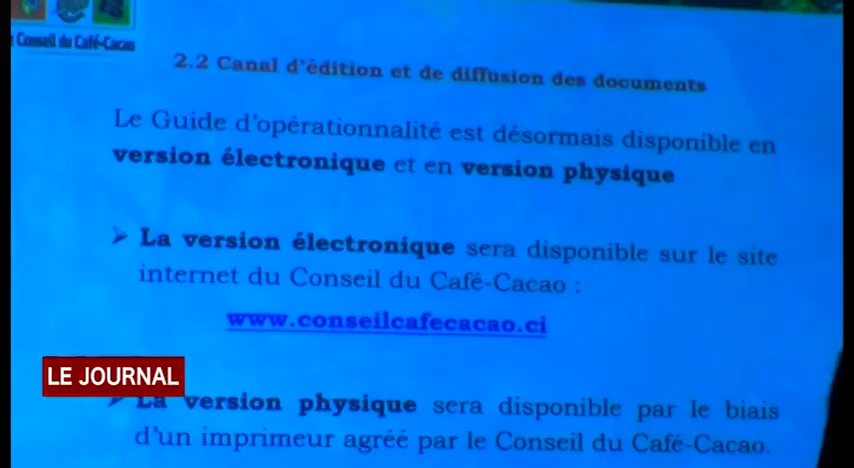 Conseil du Café-Cacao
2.2 Canal d'édition et de diffusion des documents
Le Guide d'opérationnalité est désormais disponible en
version électronique et en version physique
➢ La version électronique sera disponible sur le site
internet du Conseil du Café-Cacao :
www.conseilcafecacao.ci
LE JOURNAL
➢ La version physique sera disponible par le biais
d'un imprimeur agréé par le Conseil du Café-Cacao.